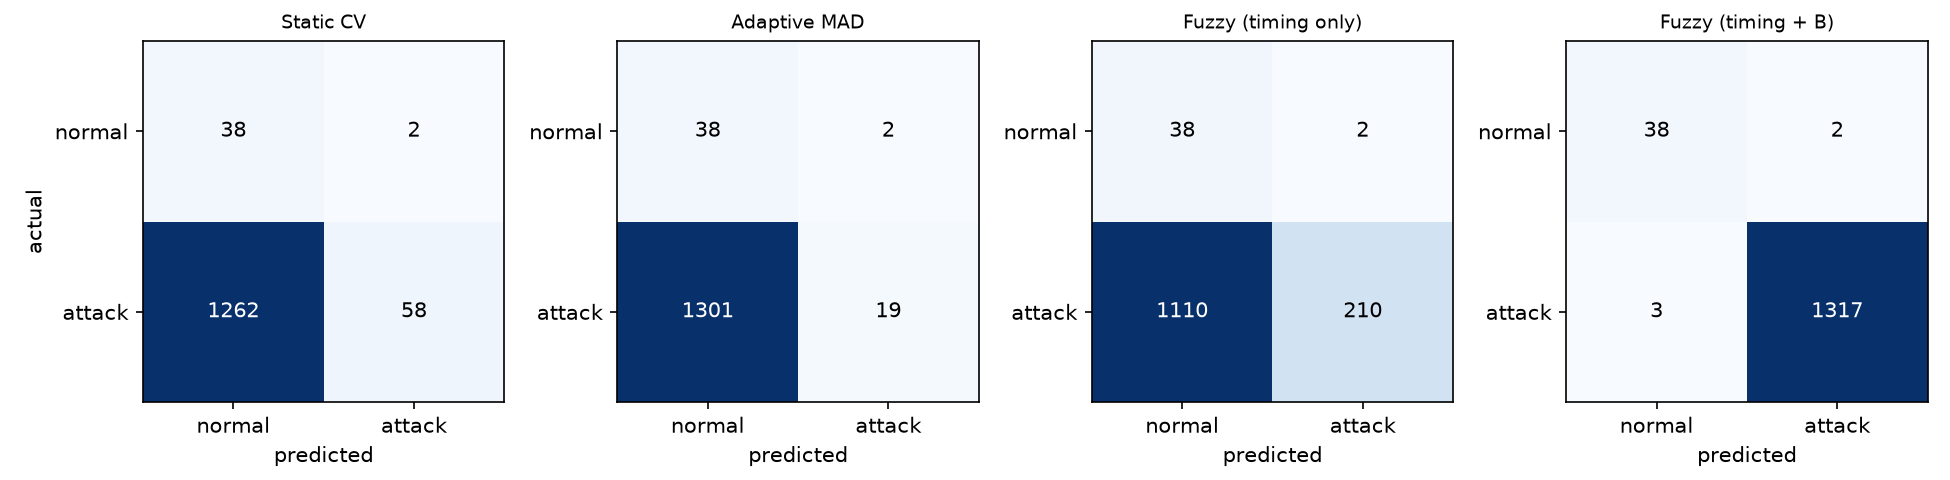 Static CV
Adaptive MAD
Fuzzy (timing only)
Fuzzy (timing + B)
actual
normal 38 2
attack 1262 58
normal attack
predicted
normal 38 2
attack 1301 19
normal attack
predicted
normal 38 2
attack 1110 210
normal attack
predicted
normal 38 2
attack 3 1317
normal attack
predicted